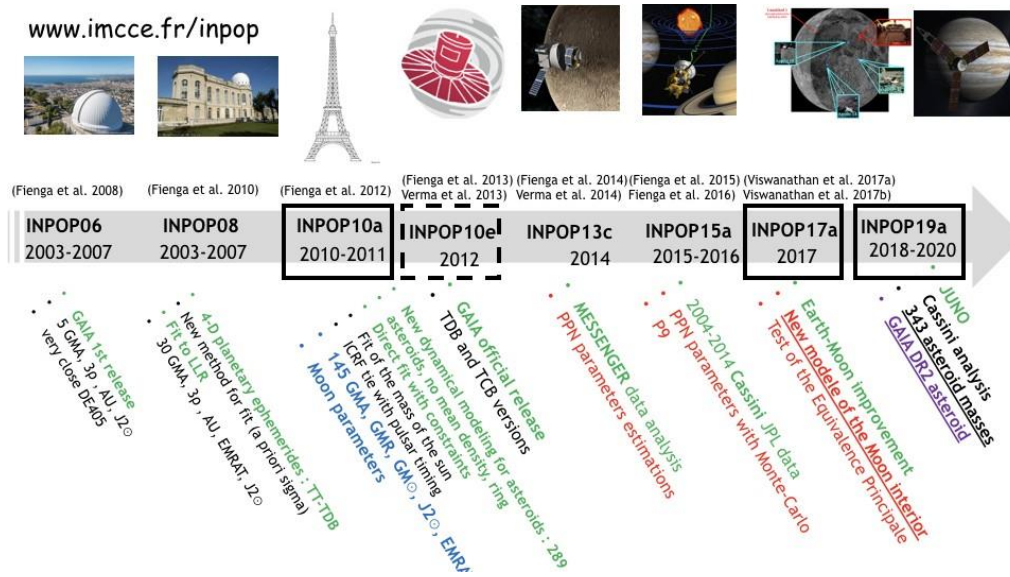 www.imcce.fr/inpop
(Fienga et al. 2008)
(Fienga et al. 2010)
(Fienga et al. 2012)
(Fienga et al. 2013)
Verma et al. 2013)
(Fienga et al. 2014)
Verma et al. 2014)
(Fienga et al. 2015)
Fienga et al. 2016)
(Viswanathan et al. 2017a)
Viswanathan et al. 2017b)
INPOP06
2003-2007
INPOP08
2003-2007
INPOP10a
2010-2011
INPOP10e
2012
INPOP13c
2014
INPOP15a
2015-2016
INPOP17a
2017
INPOP19a
2018-2020
• GAIA 1st release
• 5 GMA, 3p , AU, J2☉
• very close DE405
• 4-D planetary ephemerides : TT-TDB
• New method for fit (a priori sigma)
• Fit to LLR
• 30 GMA, 3p , AU, EMRAT, J2☉
• New dynamical modeling for asteroids : 289
asteroids, no mean density, ring
• Direct fit with constraints
• Fit of the mass of the sun
• ICRF tie with pulsar timing
• 145 GMA, GMR, GM☉, J2☉, EMRA
• Moon parameters
• GAIA official release
• TDB and TCB versions
• MESSENGER data analysis
• PPN parameters estimations
• 2004-2014 Cassini JPL data
• PPN parameters with Monte-Carlo
• P9
• Earth-Moon improvement
• New modele of the Moon interior
• Test of the Equivalence Principale
• JUNO
• Cassini analysis
• 343 asteroid masses
• GAIA DR2 asteroid